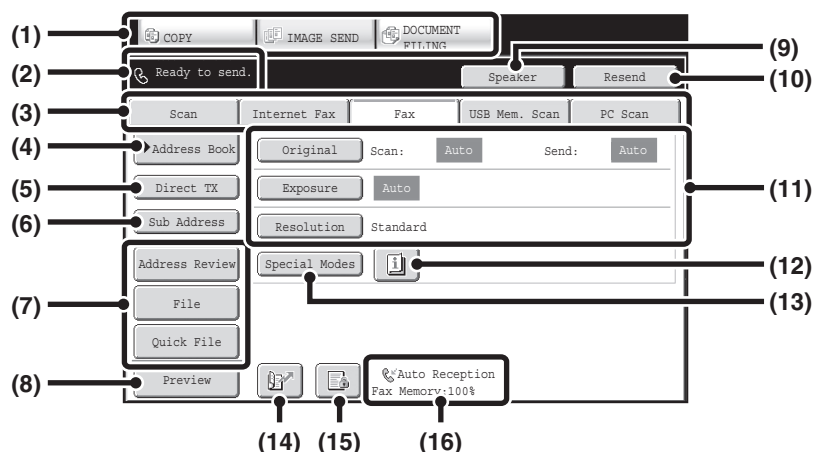 (1) COPY IMAGE SEND DOCUMENT FILING
(9)
(2) Ready to send. Speaker Resend (10)
(3) Scan Internet Fax Fax USB Mem. Scan PC Scan
(4) Address Book Original Scan: Auto Send: Auto
(5) Direct TX Exposure Auto (11)
(6) Sub Address Resolution Standard
Address Review Special Modes (12)
(7) File (13)
Quick File
(8) Preview Auto Reception
Fax Memory:100%
(14) (15) (16)